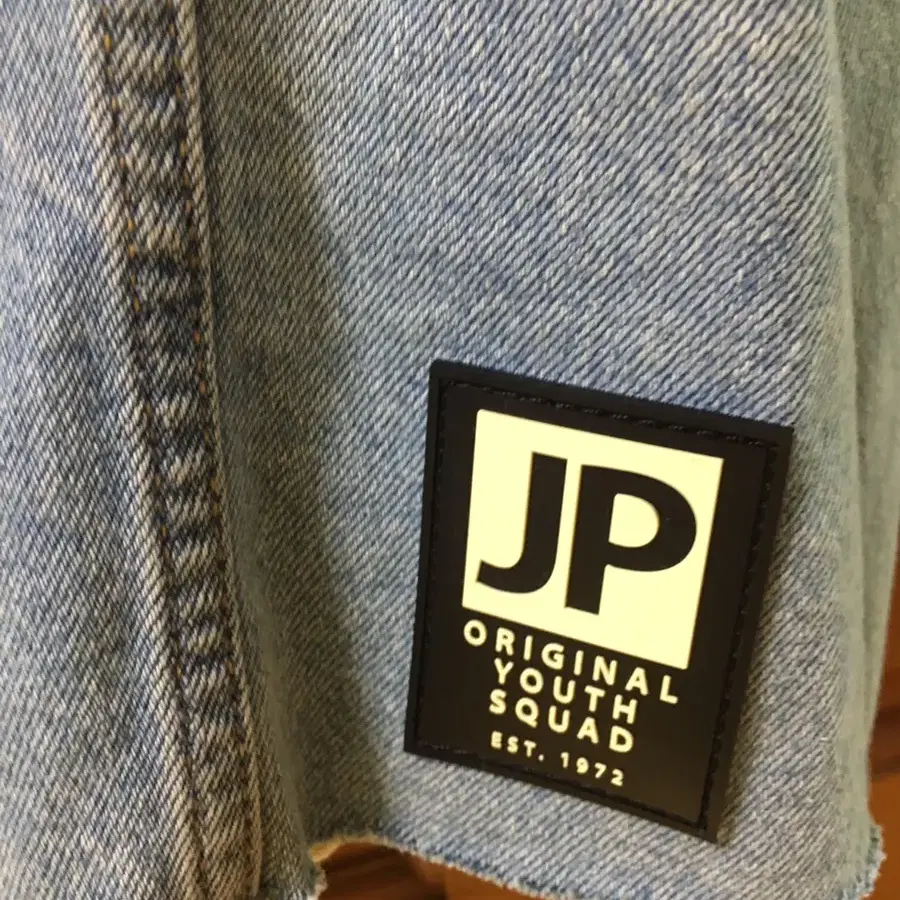 JP
ORIGINAL
YOUTH
SQUAD
EST. 1972